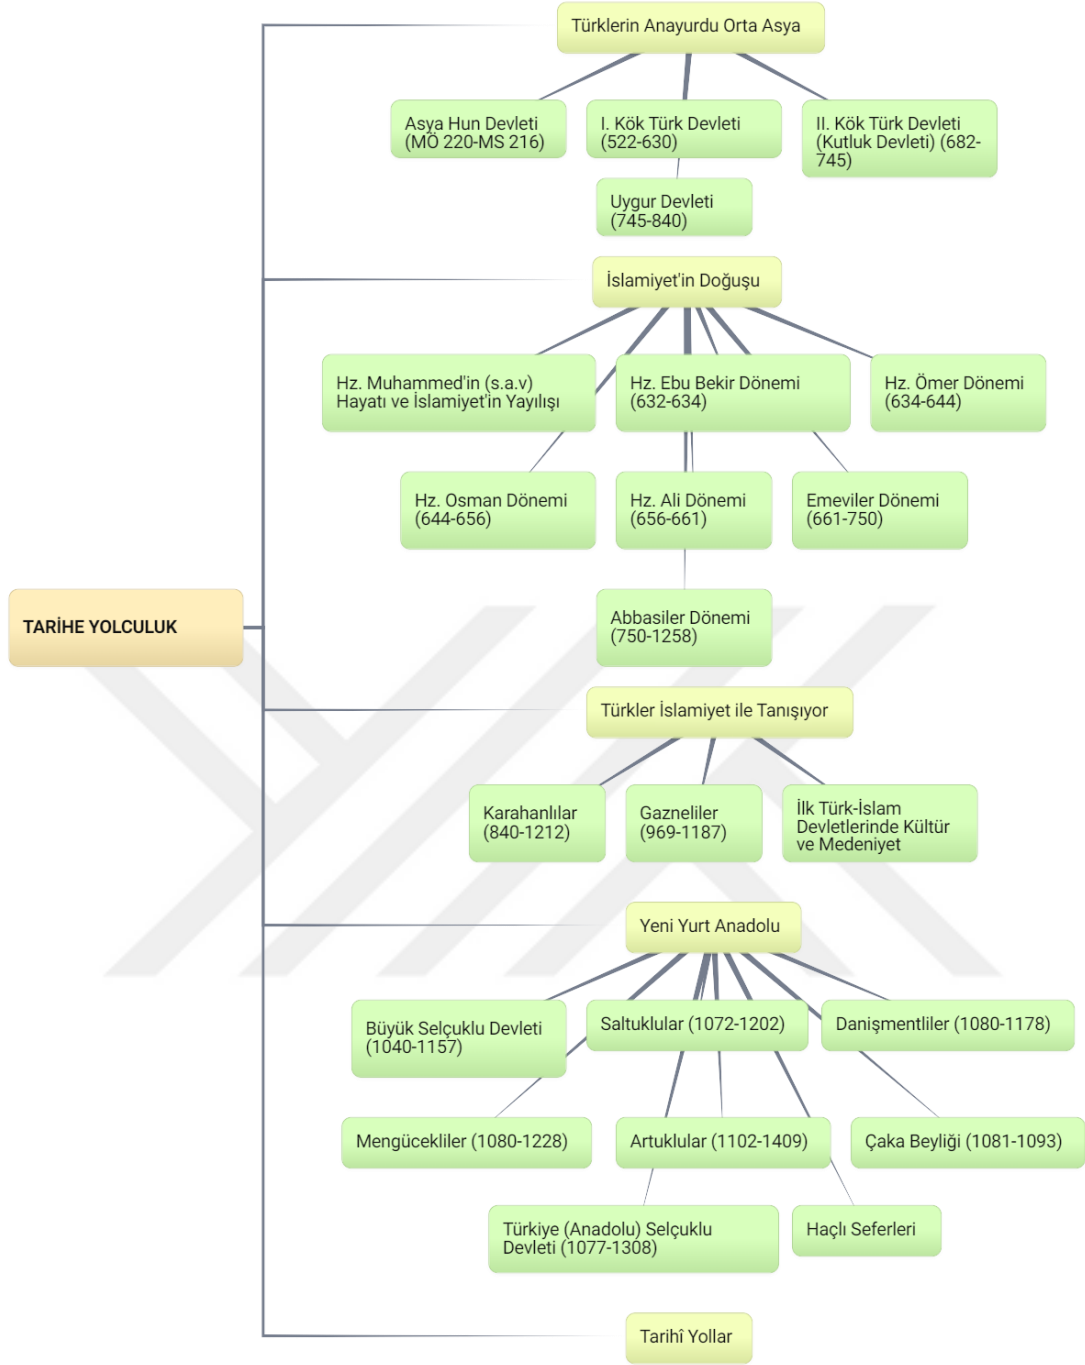 Türklerin Anayurdu Orta Asya
Asya Hun Devleti
(MÖ 220-MS 216)
I. Kök Türk Devleti
(522-630)
II. Kök Türk Devleti
(Kutluk Devleti) (682-
745)
Uygur Devleti
(745-840)
İslamiyet'in Doğuşu
Hz. Muhammed'in (s.a.v)
Hayatı ve İslamiyet'in Yayılışı
Hz. Ebu Bekir Dönemi
(632-634)
Hz. Ömer Dönemi
(634-644)
Hz. Osman Dönemi
(644-656)
Hz. Ali Dönemi
(656-661)
Emeviler Dönemi
(661-750)
Abbasiler Dönemi
(750-1258)
TARİHE YOLCULUK
Türkler İslamiyet ile Tanışıyor
Karahanlılar
(840-1212)
Gazneliler
(969-1187)
İlk Türk-İslam
Devletlerinde Kültür
ve Medeniyet
Yeni Yurt Anadolu
Büyük Selçuklu Devleti
(1040-1157)
Saltuklular (1072-1202)
Danişmentliler (1080-1178)
Mengücekliler (1080-1228)
Artuklular (1102-1409)
Çaka Beyliği (1081-1093)
Türkiye (Anadolu) Selçuklu
Devleti (1077-1308)
Haçlı Seferleri
Tarihî Yollar